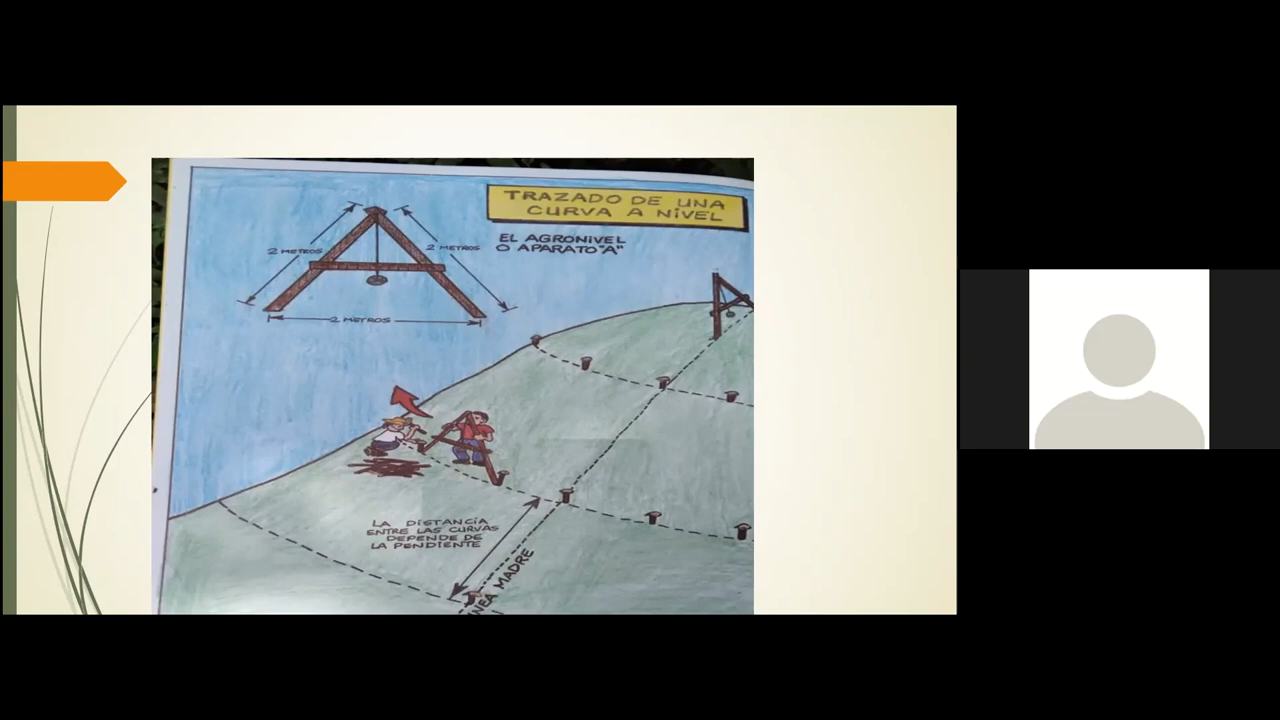 TRAZADO DE UNA
CURVA A NIVEL
EL AGRONIVEL
O APARATO "A"
2 METROS
2 METROS
2 METROS
LA DISTANCIA
ENTRE LAS CURVAS
DEPENDE DE
LA PENDIENTE
MADRE